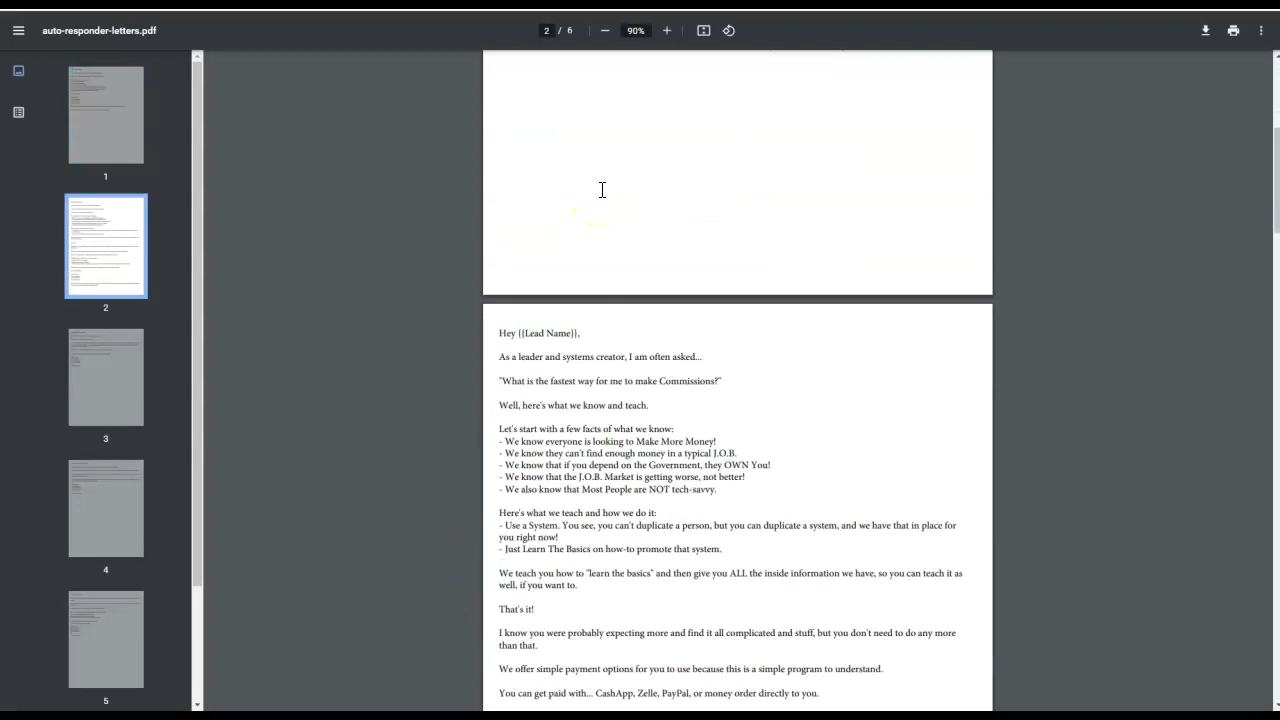 auto-responder-letters.pdf
2 / 6
90%
1
2
3
4
5
Hey {{Lead Name}},
As a leader and systems creator, I am often asked...
"What is the fastest way for me to make Commissions?"
Well, here's what we know and teach.
Let's start with a few facts of what we know:
- We know everyone is looking to Make More Money!
- We know they can't find enough money in a typical J.O.B.
- We know that if you depend on the Government, they OWN You!
- We know that the J.O.B. Market is getting worse, not better!
- We also know that Most People are NOT tech-savvy.
Here's what we teach and how we do it:
- Use a System. You see, you can't duplicate a person, but you can duplicate a system, and we have that in place for
you right now!
- Just Learn The Basics on how-to promote that system.
We teach you how to "learn the basics" and then give you ALL the inside information we have, so you can teach it as
well, if you want to.
That's it!
I know you were probably expecting more and find it all complicated and stuff, but you don't need to do any more
than that.
We offer simple payment options for you to use because this is a simple program to understand.
You can get paid with... CashApp, Zelle, PayPal, or money order directly to you.